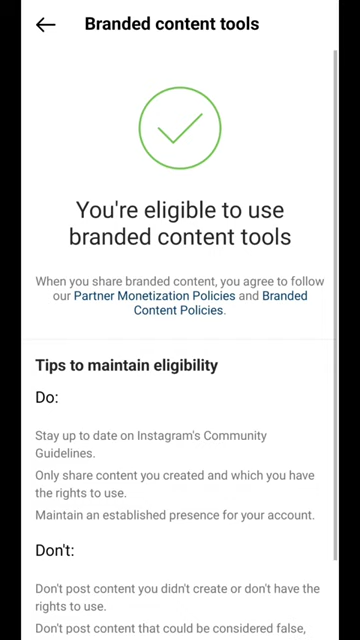 Branded content tools
You're eligible to use
branded content tools
When you share branded content, you agree to follow
our Partner Monetization Policies and Branded
Content Policies.
Tips to maintain eligibility
Do:
Stay up to date on Instagram's Community
Guidelines.
Only share content you created and which you have
the rights to use.
Maintain an established presence for your account.
Don't:
Don't post content you didn't create or don't have the
rights to use.
Don't post content that could be considered false,